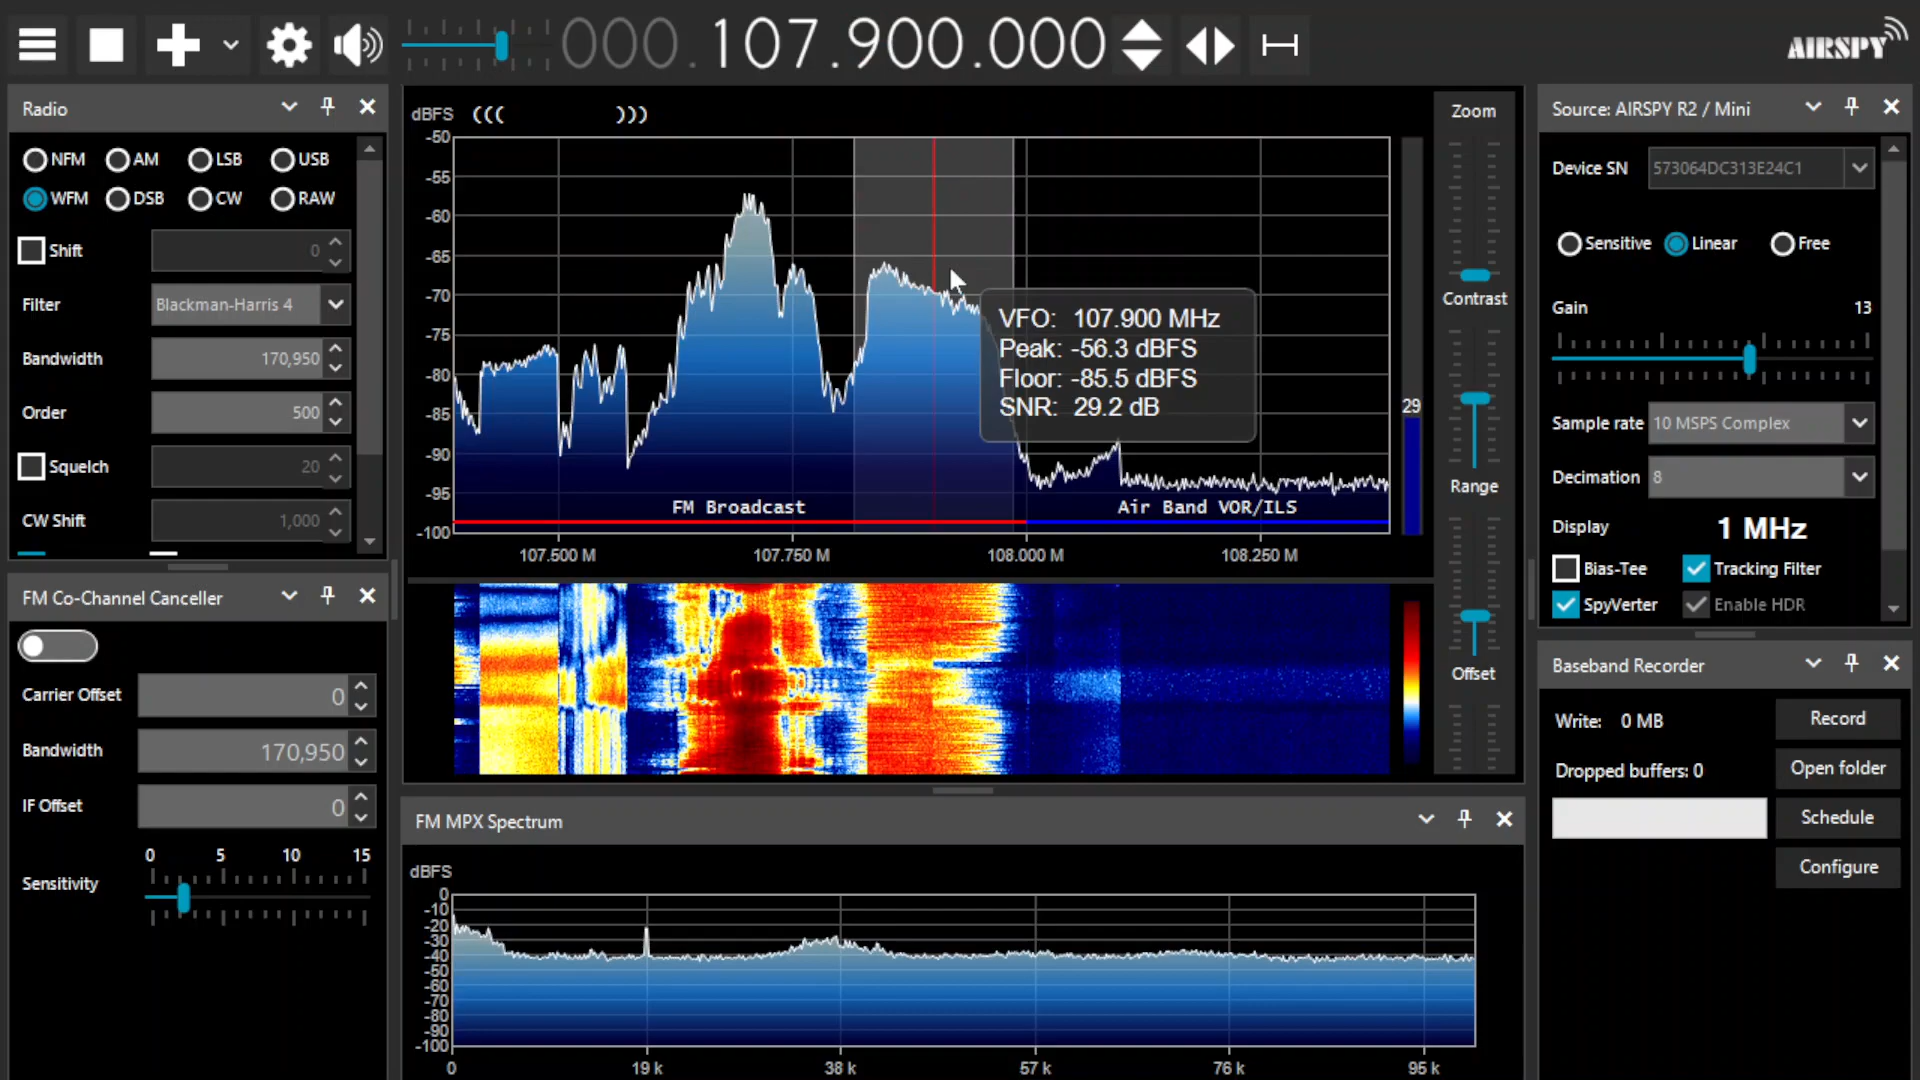 000.107.900.000
AIRSPY
Radio
NFM AM LSB USB
WFM DSB CW RAW
Shift 0
Filter Blackman-Harris 4
Bandwidth 170,950
Order 500
Squelch 20
CW Shift 1,000
FM Co-Channel Canceller
Carrier Offset 0
Bandwidth 170,950
IF Offset 0
0 5 10 15
Sensitivity
dBFS ((( )))
-50
-55
-60
-65
-70
-75
-80
-85
-90
-95
-100
VFO: 107.900 MHz
Peak: -56.3 dBFS
Floor: -85.5 dBFS
SNR: 29.2 dB
FM Broadcast Air Band VOR/ILS
107.500 M 107.750 M 108.000 M 108.250 M
29
Zoom
Contrast
Range
Offset
FM MPX Spectrum
dBFS
0
-10
-20
-30
-40
-50
-60
-70
-80
-90
-100
0 19 k 38 k 57 k 76 k 95 k
Source: AIRSPY R2 / Mini
Device SN 573064DC313E24C1
Sensitive Linear Free
Gain 13
Sample rate 10 MSPS Complex
Decimation 8
Display 1 MHz
Bias-Tee Tracking Filter
SpyVerter Enable HDR
Baseband Recorder
Write: 0 MB Record
Dropped buffers: 0 Open folder
Schedule
Configure